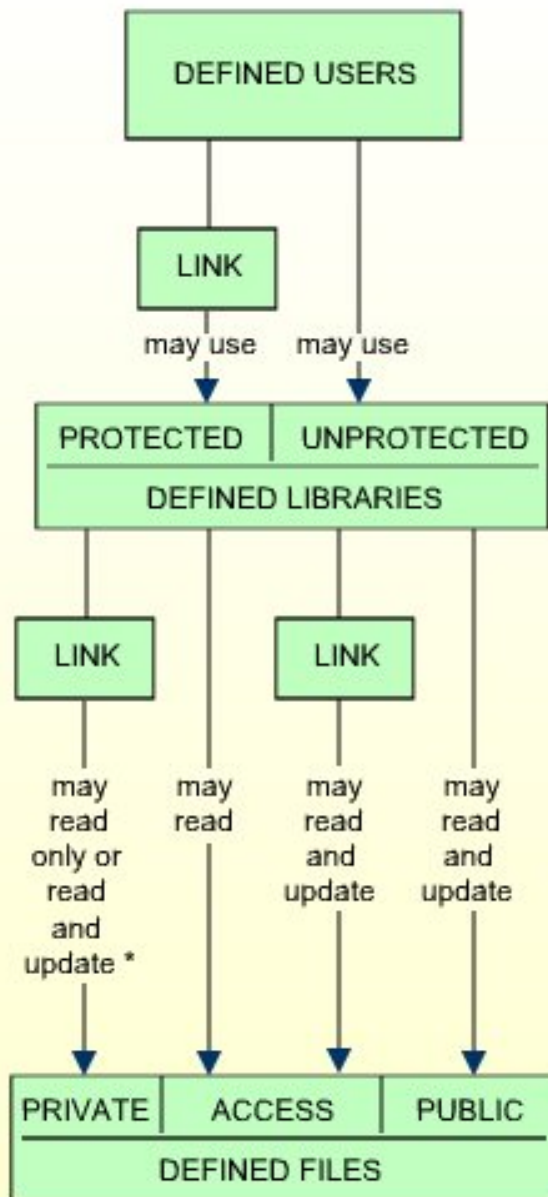 DEFINED USERS
LINK
may use
may use
PROTECTED
UNPROTECTED
DEFINED LIBRARIES
LINK
LINK
may
read
only or
read
and
update *
may
read
may
read
and
update
may
read
and
update
PRIVATE
ACCESS
PUBLIC
DEFINED FILES